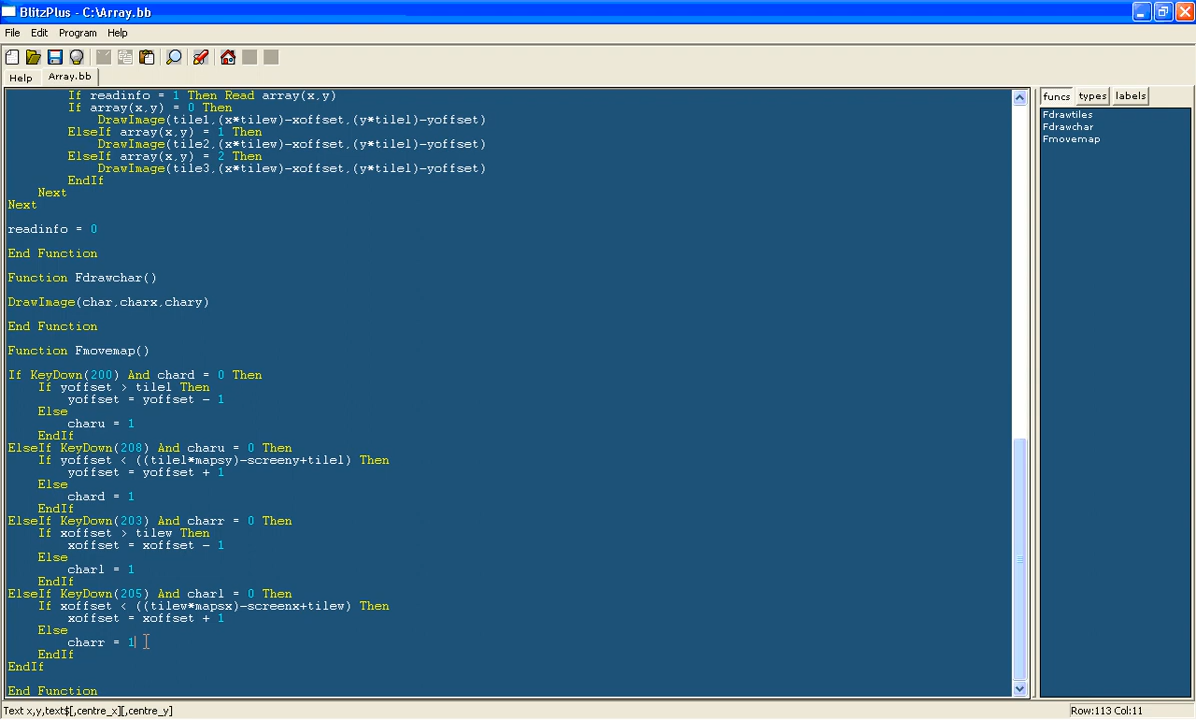 BlitzPlus - C:\Array.bb
File Edit Program Help
Help Array.bb
If readinfo = 1 Then Read array(x,y)
If array(x,y) = 0 Then
DrawImage(tile1,(x*tilew)-xoffset,(y*tilel)-yoffset)
ElseIf array(x,y) = 1 Then
DrawImage(tile2,(x*tilew)-xoffset,(y*tilel)-yoffset)
ElseIf array(x,y) = 2 Then
DrawImage(tile3,(x*tilew)-xoffset,(y*tilel)-yoffset)
EndIf
Next
Next
readinfo = 0
End Function
Function Fdrawchar()
DrawImage(char,charx,chary)
End Function
Function Fmovemap()
If KeyDown(200) And chard = 0 Then
If yoffset > tilel Then
yoffset = yoffset - 1
Else
charu = 1
EndIf
ElseIf KeyDown(208) And charu = 0 Then
If yoffset < ((tilel*mapsy)-screeny+tilel) Then
yoffset = yoffset + 1
Else
chard = 1
EndIf
ElseIf KeyDown(203) And charr = 0 Then
If xoffset > tilew Then
xoffset = xoffset - 1
Else
charl = 1
EndIf
ElseIf KeyDown(205) And charl = 0 Then
If xoffset < ((tilew*mapsx)-screenx+tilew) Then
xoffset = xoffset + 1
Else
charr = 1
EndIf
EndIf
End Function
funcs types labels
Fdrawtiles
Fdrawchar
Fmovemap
Text x,y,text$[,centre_x][,centre_y]
Row:113 Col:11